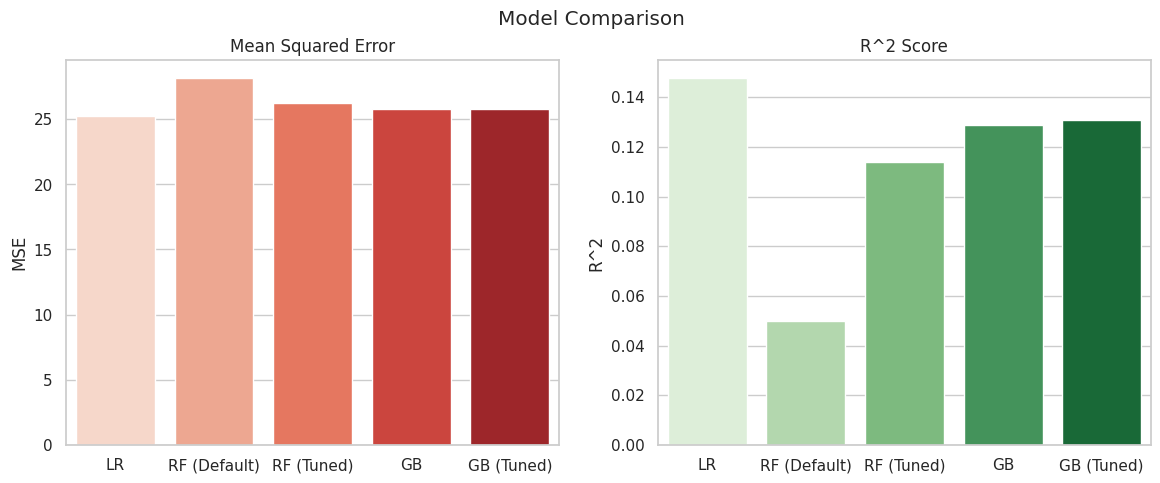 Model Comparison
Mean Squared Error
MSE
25
20
15
10
5
0
LR RF (Default) RF (Tuned) GB GB (Tuned)
R^2 Score
R^2
0.14
0.12
0.10
0.08
0.06
0.04
0.02
0.00
LR RF (Default) RF (Tuned) GB GB (Tuned)